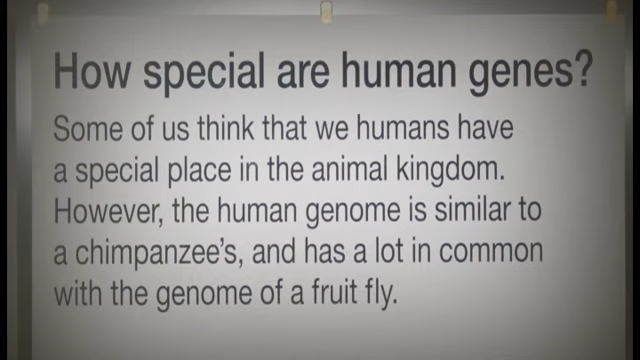 How special are human genes?
Some of us think that we humans have
a special place in the animal kingdom.
However, the human genome is similar to
a chimpanzee's, and has a lot in common
with the genome of a fruit fly.